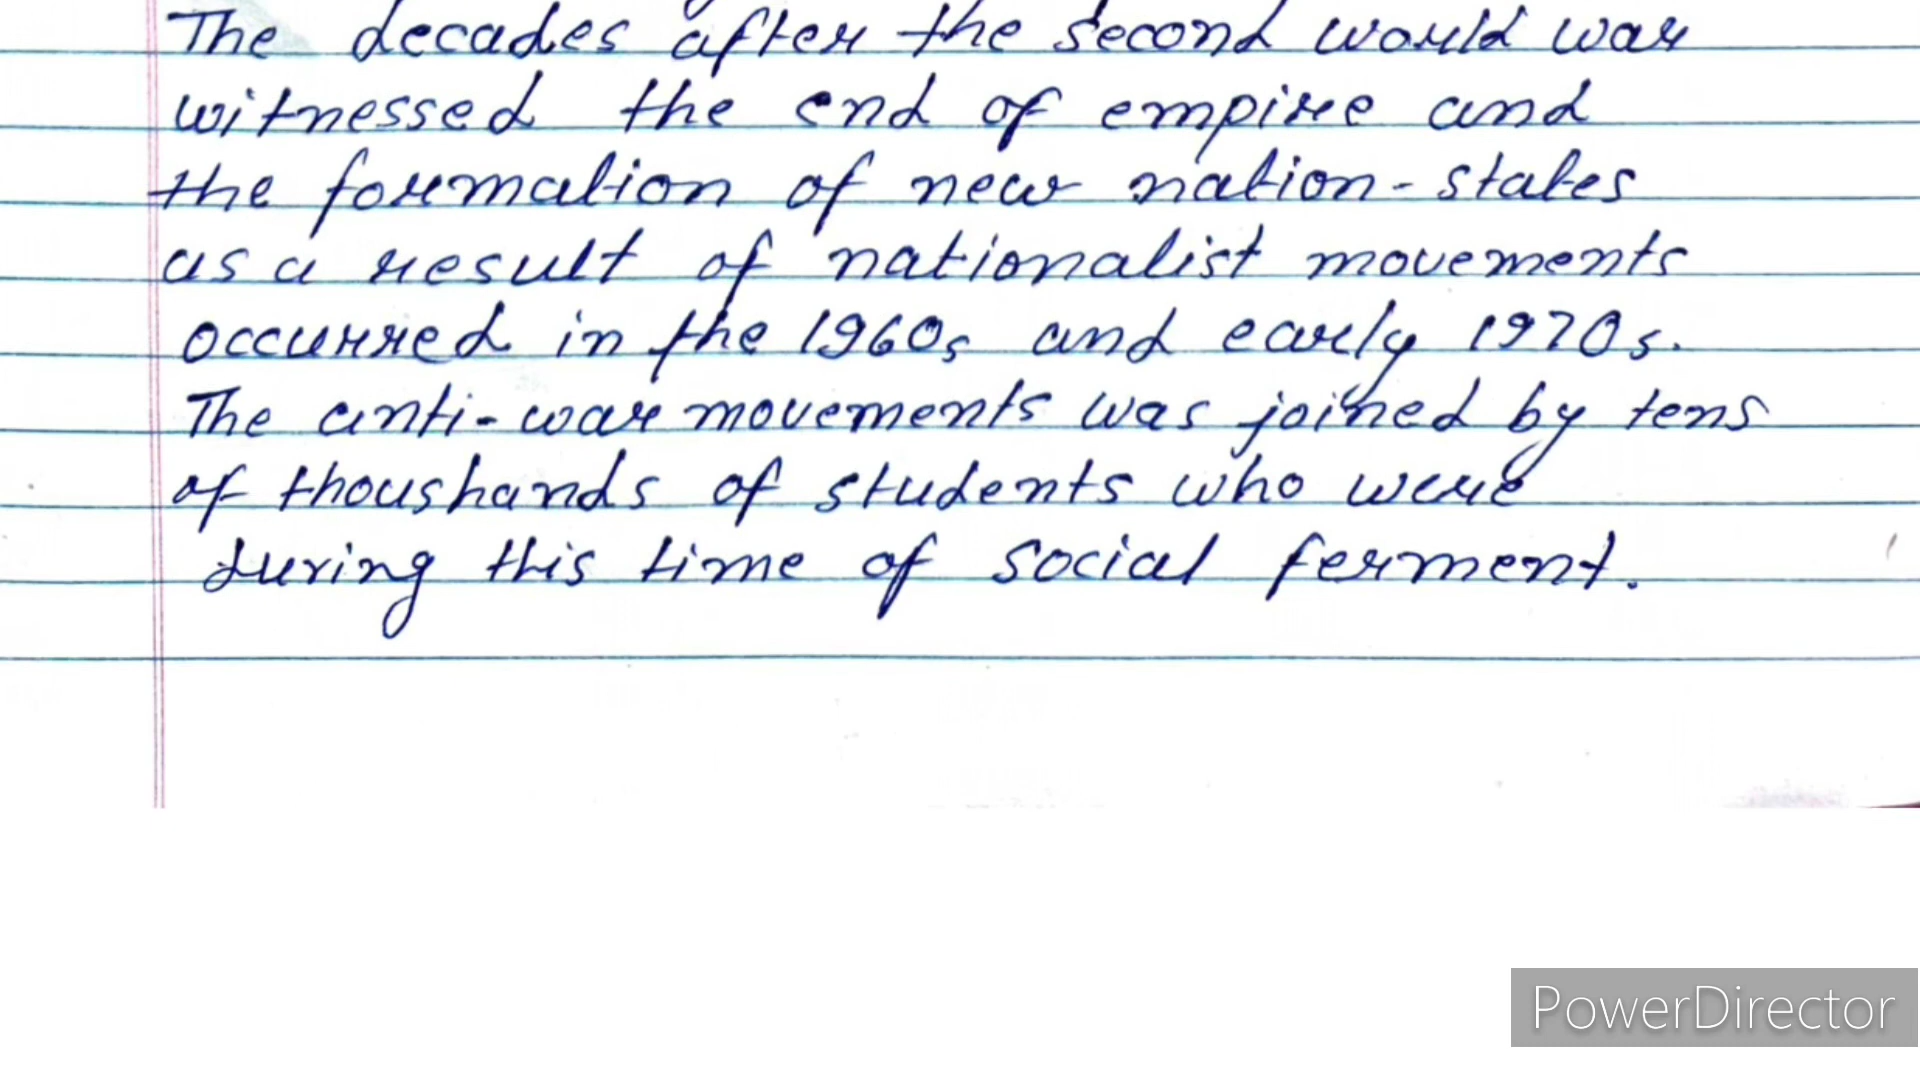 The decades after the second world war
witnessed the end of empire and
the formation of new nation-states
as a result of nationalist movements
occurred in the 1960s and early 1970s.
The anti-war movements was joined by tens
of thoushands of students who were
during this time of social ferment.
PowerDirector